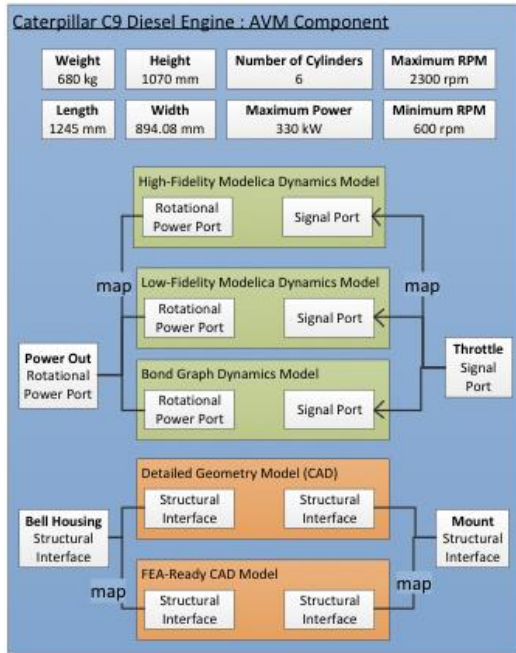 Caterpillar C9 Diesel Engine : AVM Component
Weight
680 kg
Height
1070 mm
Number of Cylinders
6
Maximum RPM
2300 rpm
Length
1245 mm
Width
894.08 mm
Maximum Power
330 kW
Minimum RPM
600 rpm
High-Fidelity Modelica Dynamics Model
Rotational
Power Port
Signal Port
map
map
Low-Fidelity Modelica Dynamics Model
Rotational
Power Port
Signal Port
Power Out
Rotational
Power Port
Throttle
Signal
Port
Bond Graph Dynamics Model
Rotational
Power Port
Signal Port
Detailed Geometry Model (CAD)
Structural
Interface
Structural
Interface
Bell Housing
Structural
Interface
Mount
Structural
Interface
map
map
FEA-Ready CAD Model
Structural
Interface
Structural
Interface